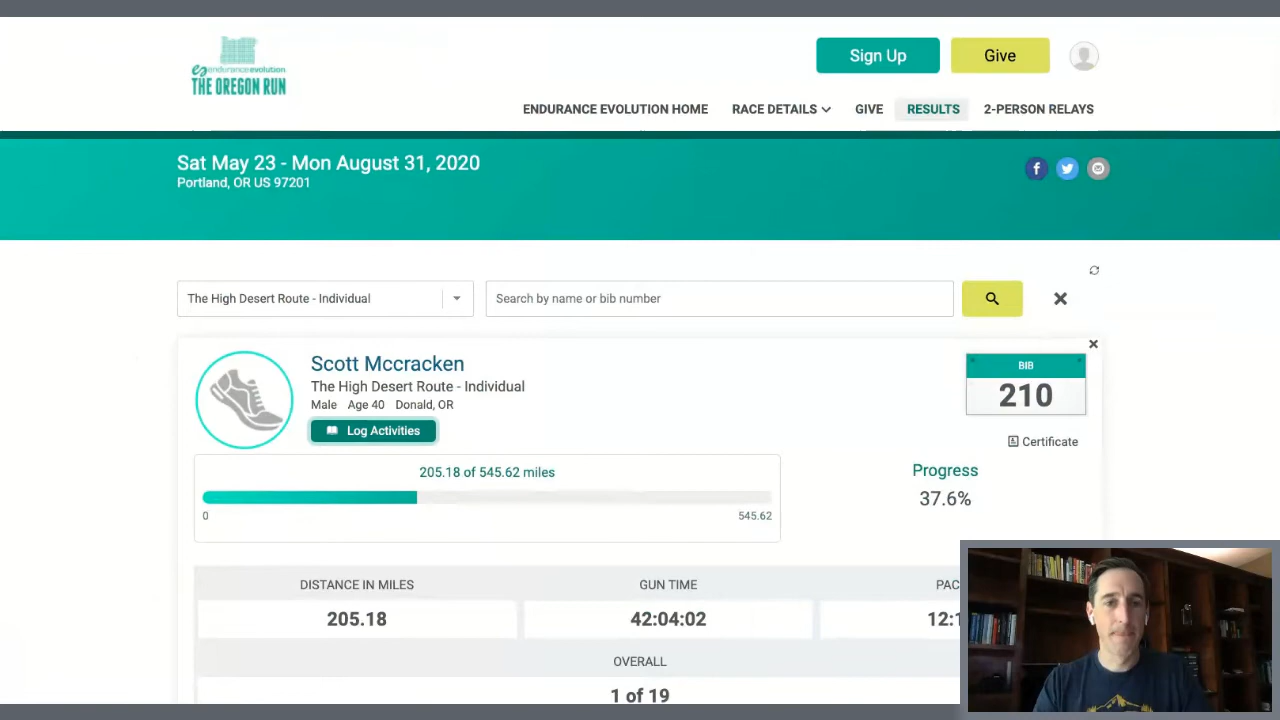 endurance evolution.
THE OREGON RUN
Sign Up
Give
ENDURANCE EVOLUTION HOME
RACE DETAILS
GIVE
RESULTS
2-PERSON RELAYS
Sat May 23 - Mon August 31, 2020
Portland, OR US 97201
The High Desert Route - Individual
Search by name or bib number
Scott Mccracken
The High Desert Route - Individual
Male Age 40 Donald, OR
Log Activities
BIB
210
Certificate
205.18 of 545.62 miles
0
545.62
Progress
37.6%
DISTANCE IN MILES
GUN TIME
PAC
205.18
42:04:02
12:1
OVERALL
1 of 19